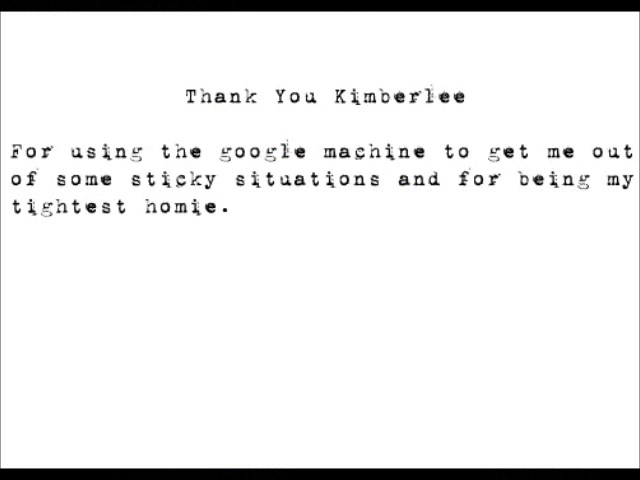 Thank You Kimberlee
For using the google machine to get me out
of some sticky situations and for being my
tightest homie.